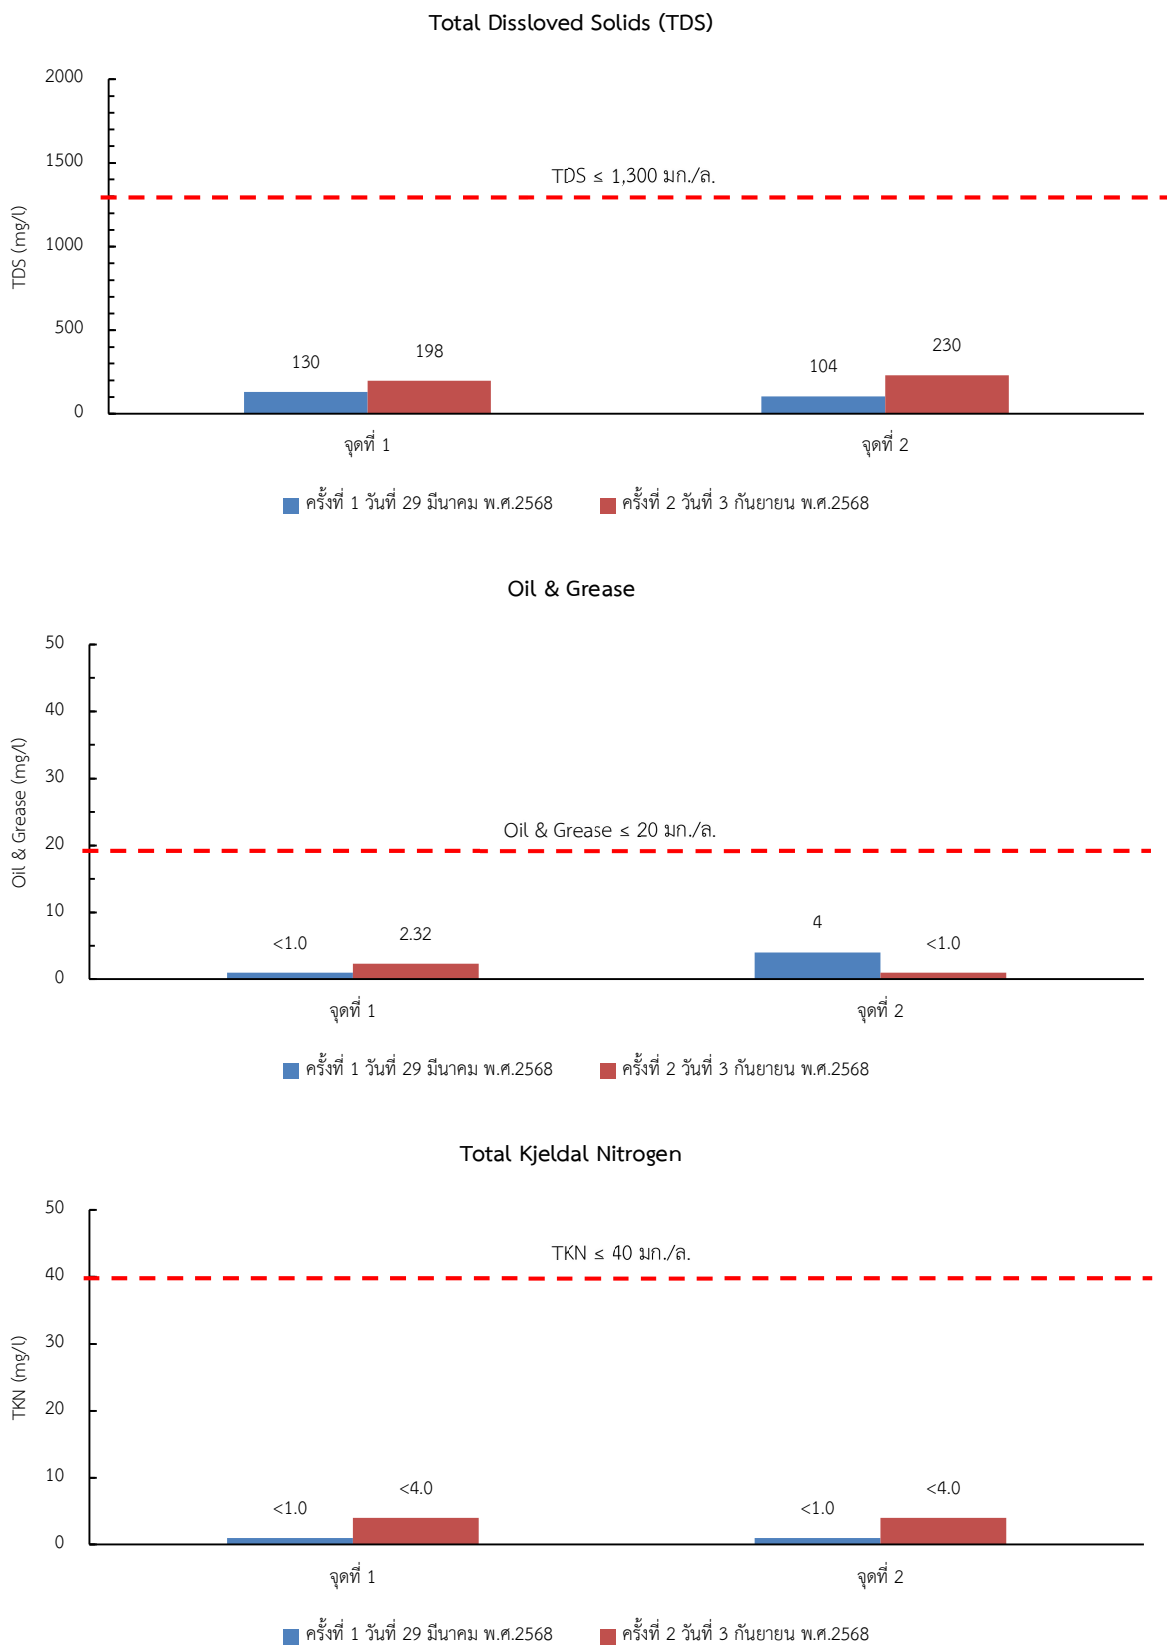 Total Dissloved Solids (TDS)
2000
1500
1000
500
0
TDS (mg/l)
TDS ≤ 1,300 มก./ล.
130
198
104
230
จุดที่ 1
จุดที่ 2
ครั้งที่ 1 วันที่ 29 มีนาคม พ.ศ.2568
ครั้งที่ 2 วันที่ 3 กันยายน พ.ศ.2568
Oil & Grease
50
40
30
20
10
0
Oil & Grease (mg/l)
Oil & Grease ≤ 20 มก./ล.
<1.0
2.32
4
<1.0
จุดที่ 1
จุดที่ 2
ครั้งที่ 1 วันที่ 29 มีนาคม พ.ศ.2568
ครั้งที่ 2 วันที่ 3 กันยายน พ.ศ.2568
Total Kjeldal Nitrogen
50
40
30
20
10
0
TKN (mg/l)
TKN ≤ 40 มก./ล.
<1.0
<4.0
<1.0
<4.0
จุดที่ 1
จุดที่ 2
ครั้งที่ 1 วันที่ 29 มีนาคม พ.ศ.2568
ครั้งที่ 2 วันที่ 3 กันยายน พ.ศ.2568